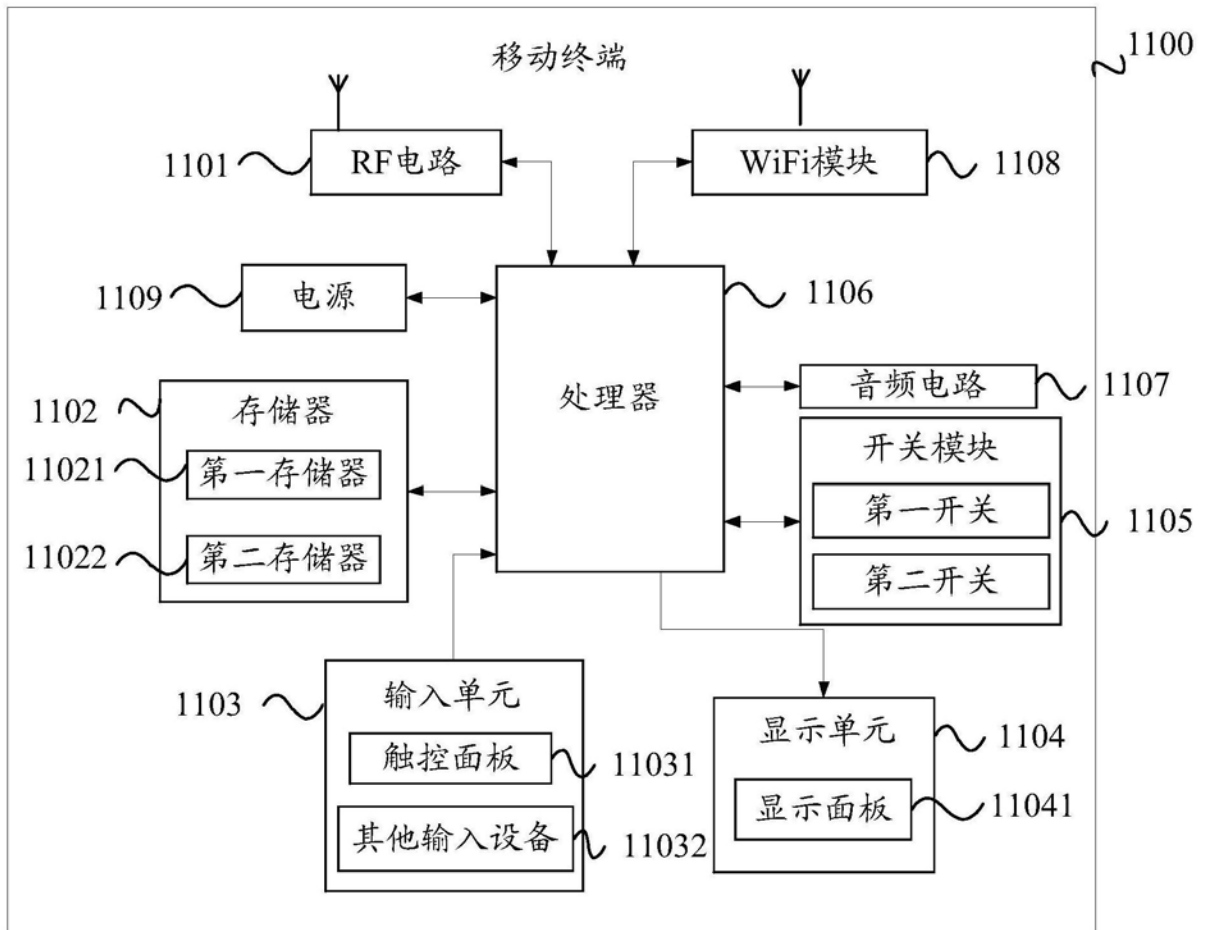 移动终端
1100
1101
RF电路
WiFi模块
1108
1109
电源
1106
处理器
音频电路
1107
1102
存储器
11021
第一存储器
11022
第二存储器
开关模块
第一开关
1105
第二开关
1103
输入单元
触控面板
11031
其他输入设备
11032
显示单元
1104
显示面板
11041